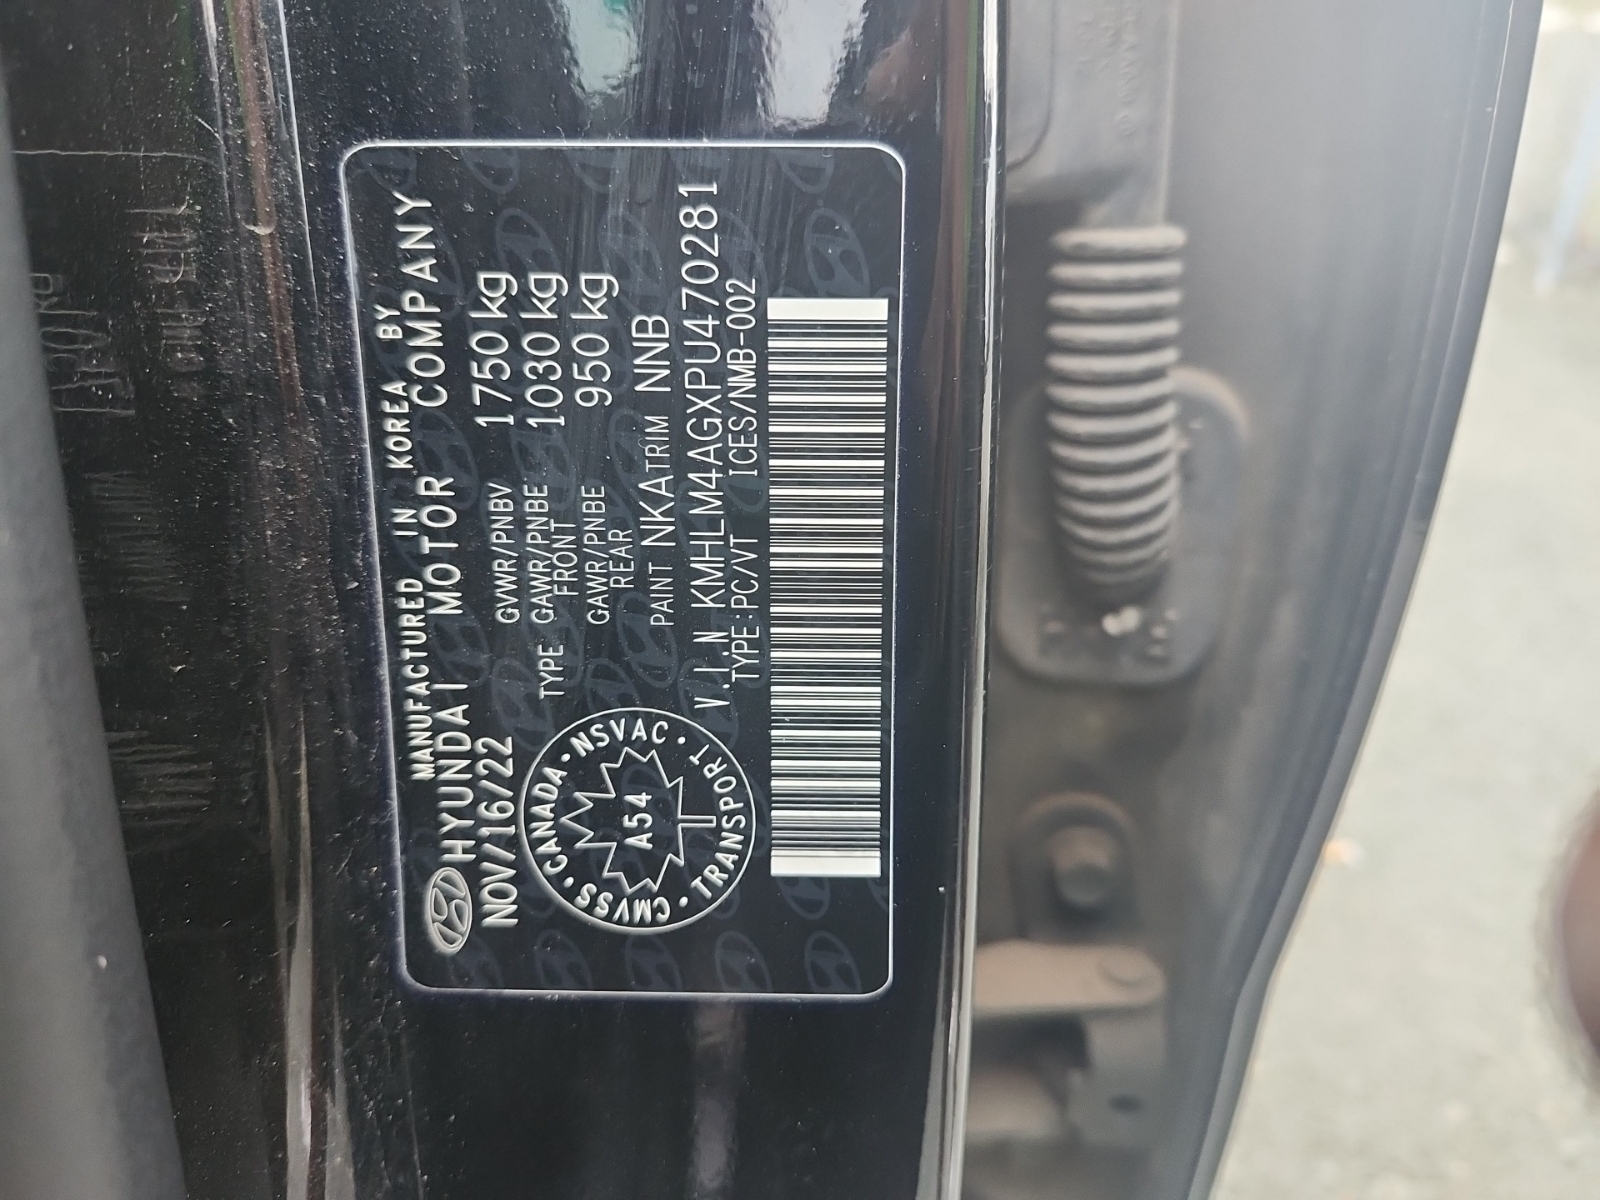 MANUFACTURED IN KOREA BY
HYUNDAI MOTOR COMPANY
NOV/16/22
GVWR/PNBV 1750 kg
TYPE GAWR/PNBE FRONT 1030 kg
GAWR/PNBE REAR 950 kg
PAINT NKA TRIM NNB
V.I.N KMHLM4AGXPU470281
TYPE:PC/VT ICES/NMB-002
CMVSS • CANADA • NSVAC •
A54
TRANSPORT